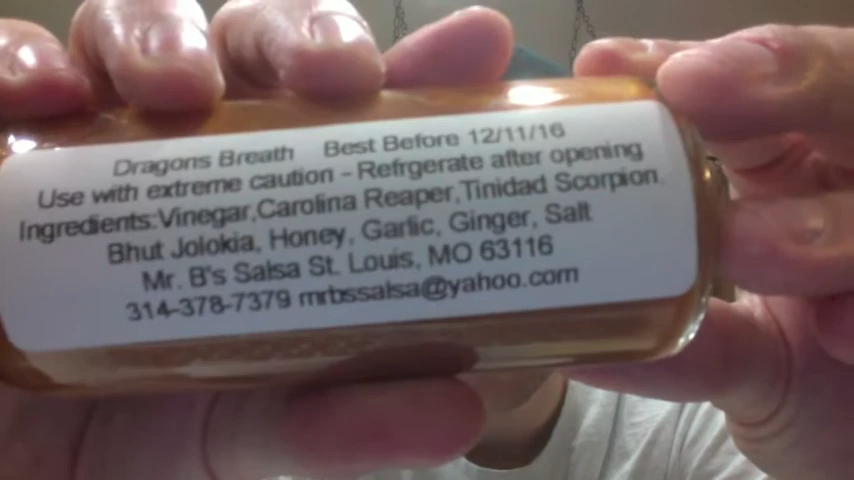 Dragons Breath Best Before 12/11/16
Use with extreme caution - Refrgerate after opening
Ingredients:Vinegar,Carolina Reaper,Tinidad Scorpion
Bhut Jolokia, Honey, Garlic, Ginger, Salt
Mr. B's Salsa St. Louis, MO 63116
314-378-7379 mrbssalsa@yahoo.com